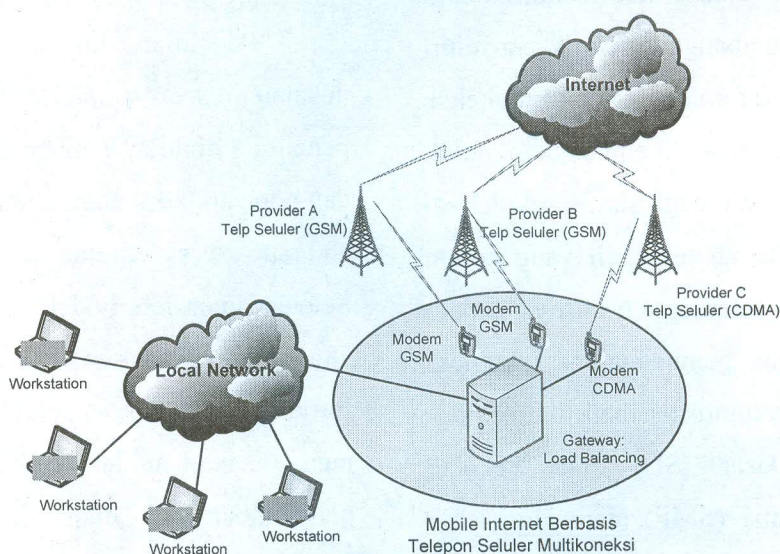 Internet
Provider A
Telp Seluler (GSM)
Provider B
Telp Seluler (GSM)
Provider C
Telp Seluler (CDMA)
Modem
GSM
Modem
GSM
Modem
CDMA
Local Network
Gateway:
Load Balancing
Workstation
Workstation
Workstation
Workstation
Mobile Internet Berbasis
Telepon Seluler Multikoneksi